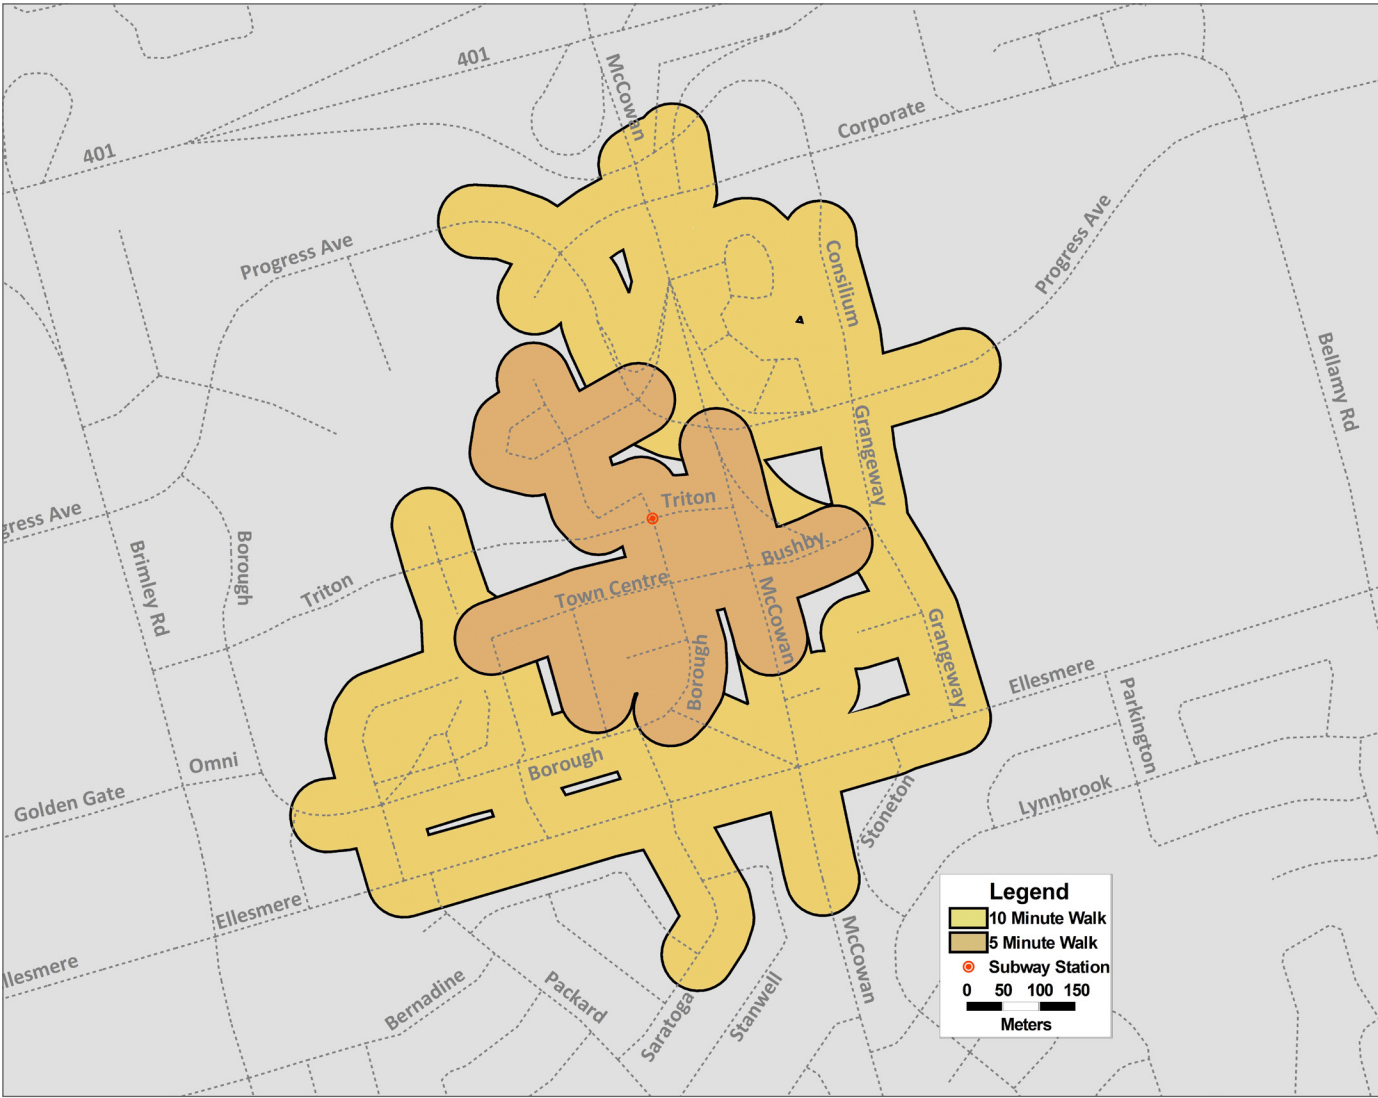 401
McCowan
Corporate
401
Progress Ave
Progress Ave
Consilium
Bellamy Rd
Grangeway
Triton
gress Ave
Borough
Brimley Rd
Bushby
Triton
Town Centre
McCowan
Grangeway
Borough
Ellesmere
Parkington
Omni
Borough
Golden Gate
Lynnbrook
Stoneton
Ellesmere
llesmere
McCowan
Bernadine
Packard
Saratoga
Stanwell
Legend
10 Minute Walk
5 Minute Walk
Subway Station
0 50 100 150
Meters